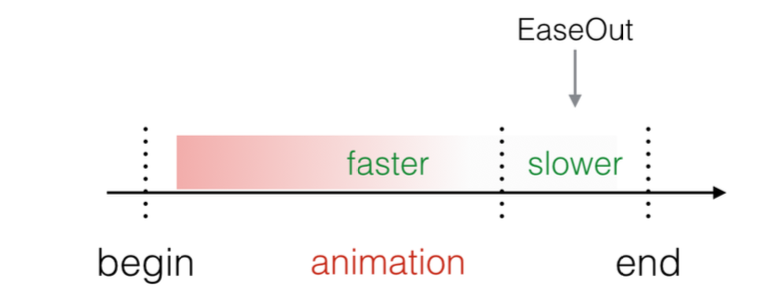 EaseOut
faster slower
begin animation end